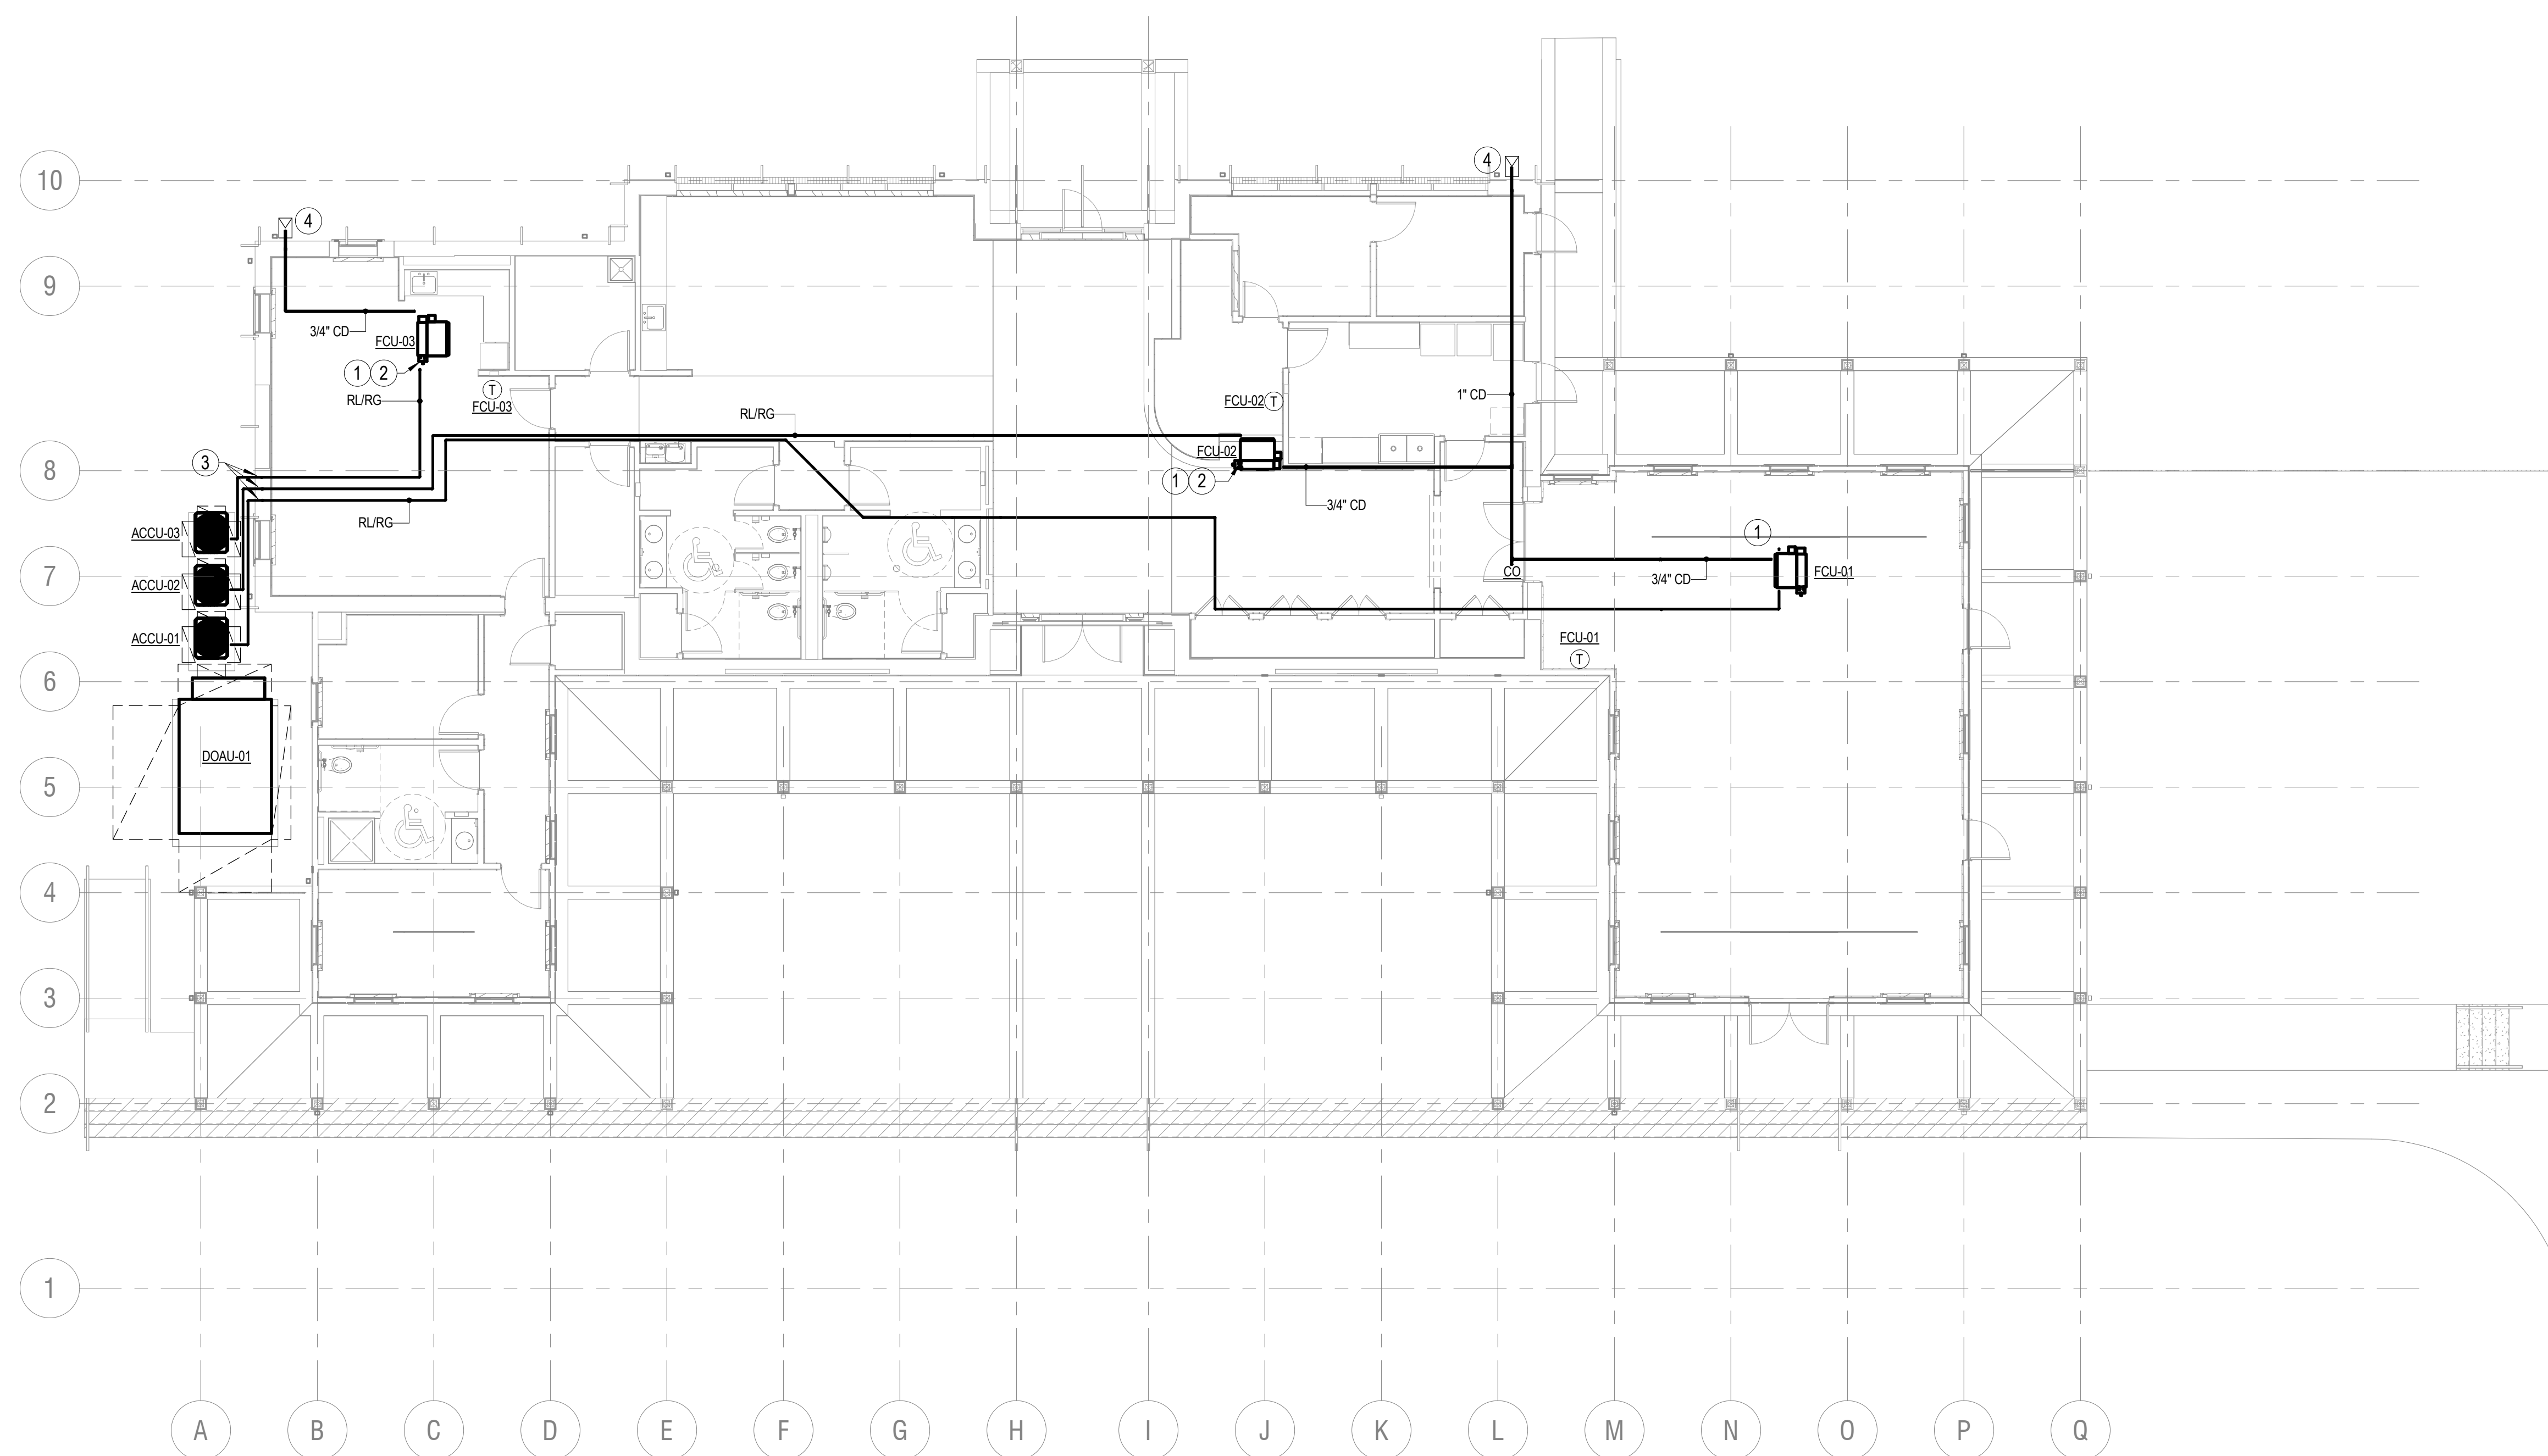 4
10
4
9
3/4" CD
FCU-03
1 2
T
RL/RG
FCU-03
1" CD
FCU-02 T
RL/RG
FCU-02
8
3
1 2
3/4" CD
RL/RG
ACCU-03
1
7
ACCU-02
CO
3/4" CD
FCU-01
ACCU-01
FCU-01
T
6
DOAU-01
5
4
3
2
1
A B C D E F G H I J K L M N O P Q